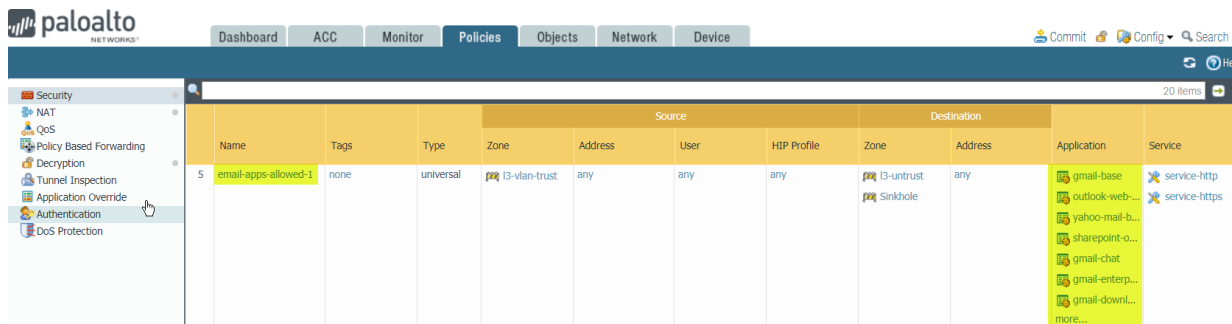 paloalto
NETWORKS®
Dashboard ACC Monitor Policies Objects Network Device
Commit Config Search
He
20 items
Security
NAT
QoS
Policy Based Forwarding
Decryption
Tunnel Inspection
Application Override
Authentication
DoS Protection
Source Destination
Name Tags Type Zone Address User HIP Profile Zone Address Application Service
5 email-apps-allowed-1 none universal l3-vlan-trust any any any l3-untrust any gmail-base service-http
Sinkhole outlook-web-... service-https
yahoo-mail-b...
sharepoint-o...
gmail-chat
gmail-enterp...
gmail-downl...
more...